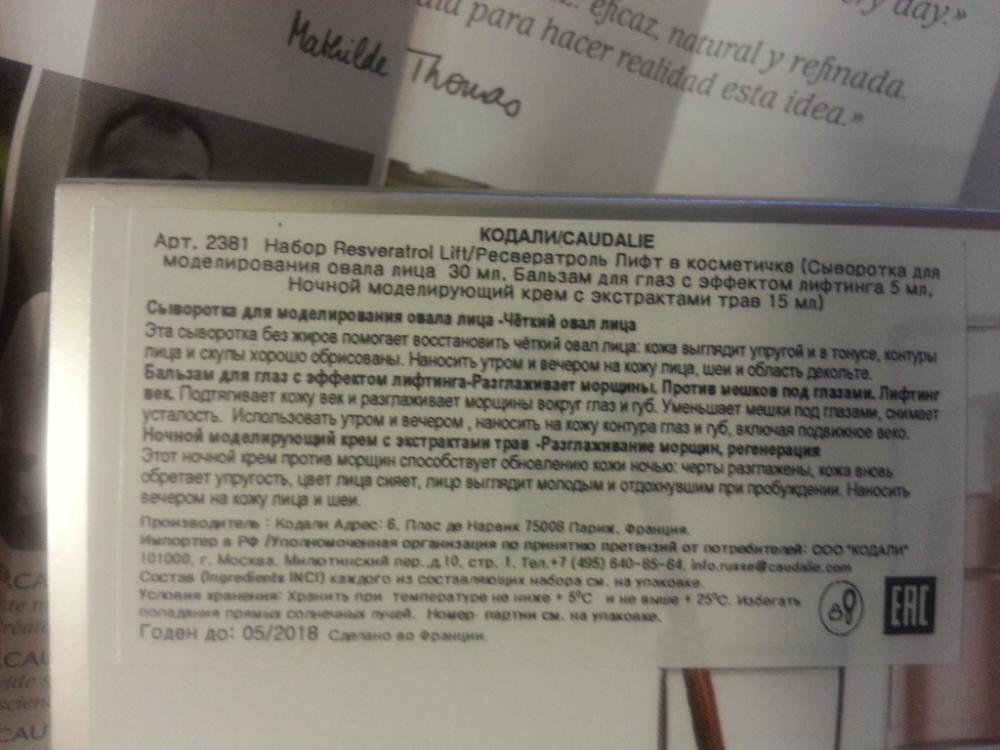 ery day.»
eficaz, natural y refinada.
para hacer realidad esta idea.»
Mathilde Thomas
КОДАЛИ/CAUDALIE
Арт. 2381 Набор Resveratrol Lift/Ресвератроль Лифт в косметичке (Сыворотка для
моделирования овала лица 30 мл, Бальзам для глаз с эффектом лифтинга 5 мл,
Ночной моделирующий крем с экстрактами трав 15 мл)
Сыворотка для моделирования овала лица -Чёткий овал лица
Эта сыворотка без жиров помогает восстановить чёткий овал лица: кожа выглядит упругой и в тонусе, контуры
лица и скулы хорошо обрисованы. Наносить утром и вечером на кожу лица, шеи и область декольте.
Бальзам для глаз с эффектом лифтинга-Разглаживает морщины. Против мешков под глазами. Лифтинг
век. Подтягивает кожу век и разглаживает морщины вокруг глаз и губ. Уменьшает мешки под глазами, снимает
усталость. Использовать утром и вечером , наносить на кожу контура глаз и губ, включая подвижное веко.
Ночной моделирующий крем с экстрактами трав -Разглаживание морщин, регенерация
Этот ночной крем против морщин способствует обновлению кожи ночью: черты разглажены, кожа вновь
обретает упругость, цвет лица сияет, лицо выглядит молодым и отдохнувшим при пробуждении. Наносить
вечером на кожу лица и шеи.
Производитель : Кодали Адрес: 6, Плас де Нарвик 75008 Париж, Франция.
Импортер в РФ /Уполномоченная организация по принятию претензий от потребителей: ООО "КОДАЛИ"
101000, г. Москва, Милютинский пер.,д.10, стр. 1. Тел.+7 (495) 640-85-64, info.russe@caudalie.com
Состав (Ingredients INCI) каждого из составляющих набора см. на упаковке.
Условия хранения: Хранить при температуре не ниже + 5°С и не выше + 25°С. Избегать
попадания прямых солнечных лучей. Номер партии см. на упаковке.
Годен до: 05/2018 Сделано во Франции.
EAC